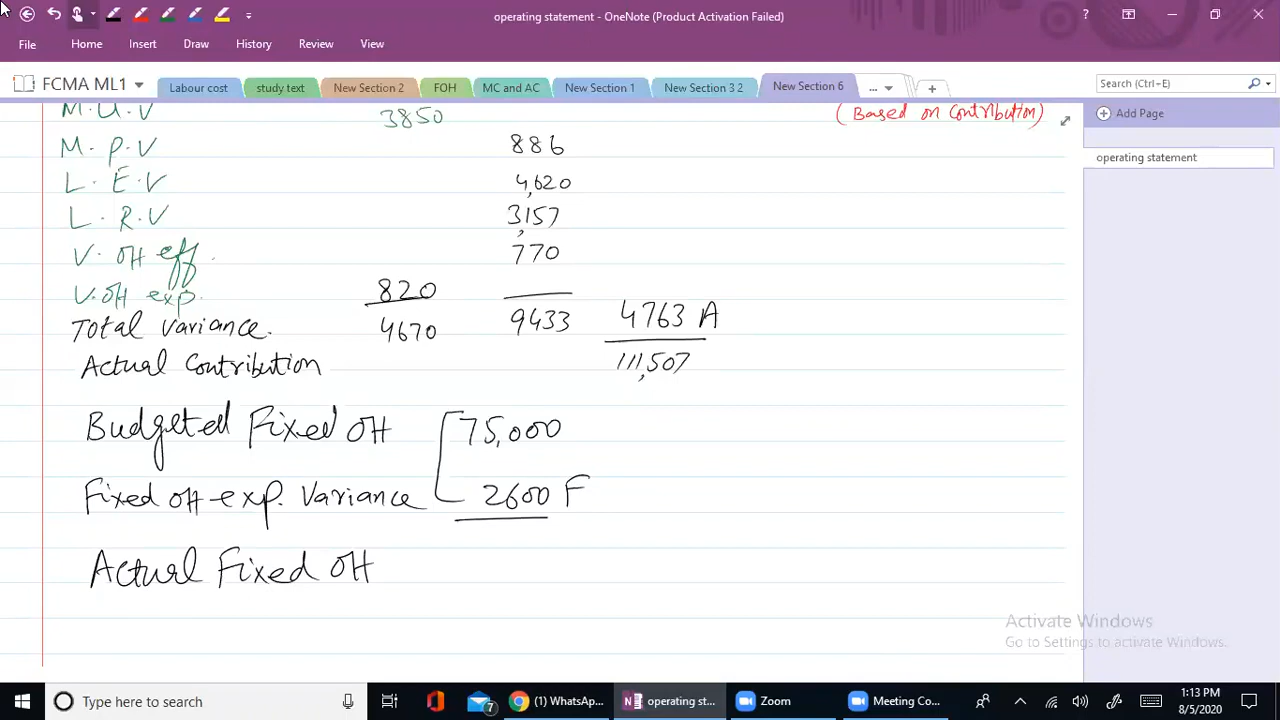 operating statement - OneNote (Product Activation Failed)
File Home Insert Draw History Review View
FCMA ML1 Labour cost study text New Section 2 FOH MC and AC New Section 1 New Section 3 2 New Section 6 ... Search (Ctrl+E)
Add Page
operating statement
M.U.V 3850 (Based on Contribution)
M.P.V 886
L.E.V 4,620
L.R.V 3,157
V.OH eff. 770
V.OH exp. 820
Total Variance. 4670 9433 4763 A
Actual Contribution 111,507
Budgeted Fixed OH 75,000
Fixed OH exp. Variance 2600 F
Actual Fixed OH
Activate Windows
Go to Settings to activate Windows.
Type here to search 7 (1) WhatsAp... operating st... Zoom Meeting Co... 1:13 PM
8/5/2020